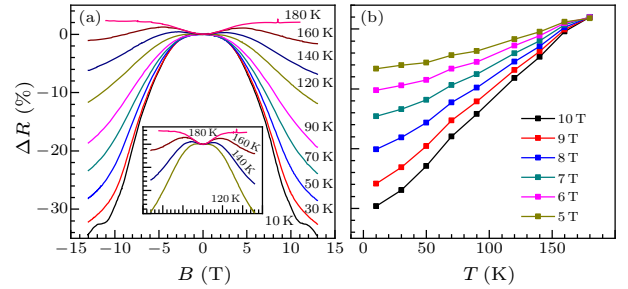 (a)
180 K
160 K
140 K
120 K
90 K
70 K
50 K
30 K
10 K
0
−10
−20
−30
ΔR (%)
180 K
160 K
140 K
120 K
−15 −10 −5 0 5 10 15
B (T)
(b)
10 T
9 T
8 T
7 T
6 T
5 T
0 50 100 150
T (K)